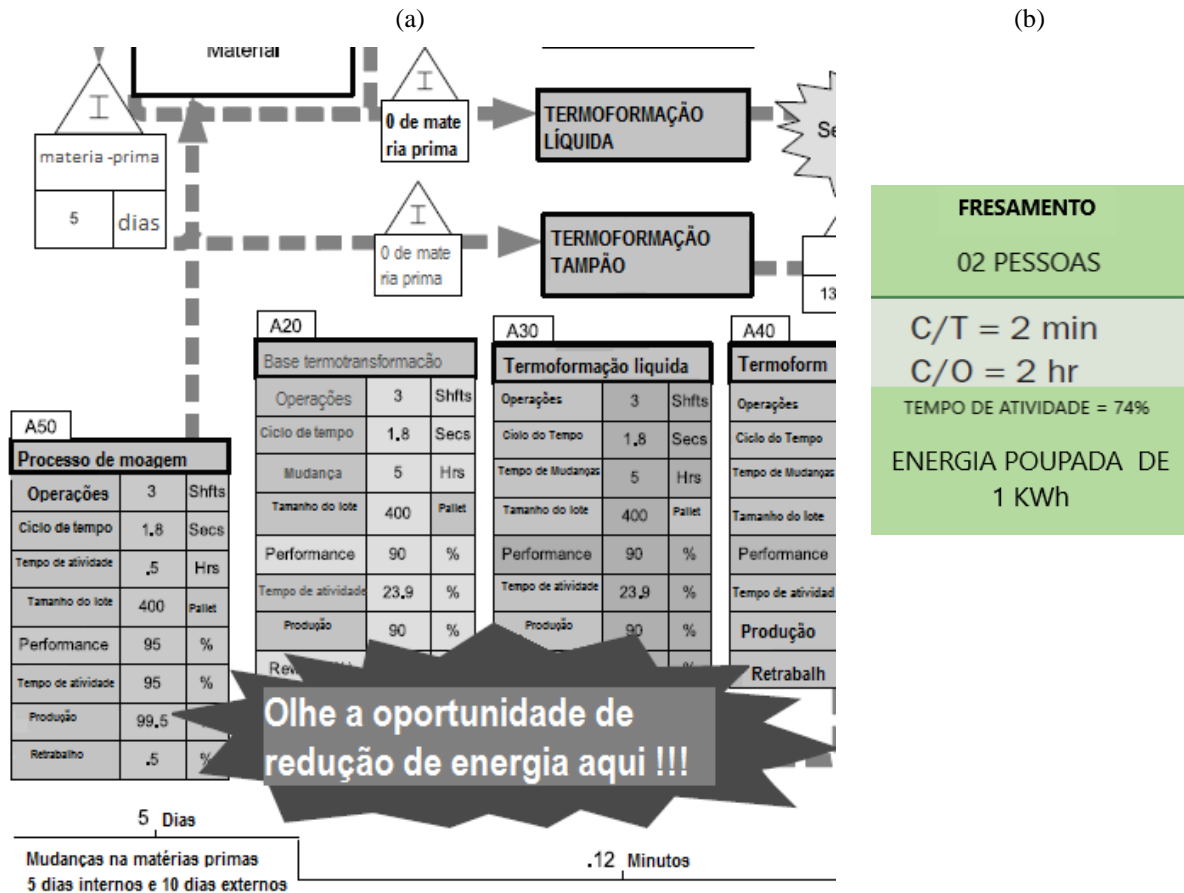 (a)
(b)
Material
I
materia -prima
5 dias
I
0 de mate
ria prima
TERMOFORMAÇÃO
LÍQUIDA
Se
I
0 de mate
ria prima
TERMOFORMAÇÃO
TAMPÃO
13
A50
Processo de moagem
Operações 3 Shfts
Ciclo de tempo 1.8 Secs
Tempo de atividade .5 Hrs
Tamanho do lote 400 Pallet
Performance 95 %
Tempo de atividade 95 %
Produção 99.5
Retrabalho .5 %
A20
Base termotransformacão
Operações 3 Shfts
Ciclo de tempo 1.8 Secs
Mudança 5 Hrs
Tamanho do lote 400 Pallet
Performance 90 %
Tempo de atividade 23.9 %
Produção 90 %
A30
Termoformação liquida
Operações 3 Shfts
Ciolo do Tempo 1.8 Secs
Tempo de Mudanças 5 Hrs
Tamanho do lote 400 Pallet
Performance 90 %
Tempo de atividade 23.9 %
Produção 90 %
%
A40
Termoform
Operações
Ciolo do Tempo
Tempo de Mudanças
Tamanho do lote
Performance
Tempo de atividad
Produção
Retrabalh
Olhe a oportunidade de
redução de energia aqui !!!
5 Dias
Mudanças na matérias primas
5 dias internos e 10 dias externos
.12 Minutos
FRESAMENTO
02 PESSOAS
C/T = 2 min
C/O = 2 hr
TEMPO DE ATIVIDADE = 74%
ENERGIA POUPADA DE
1 KWh